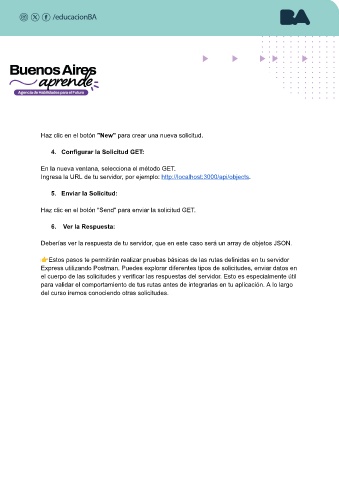 /educacionBA
BA
Buenos Aires
aprende
Agencia de Habilidades para el Futuro
Haz clic en el botón "New" para crear una nueva solicitud.
4. Configurar la Solicitud GET:
En la nueva ventana, selecciona el método GET.
Ingresa la URL de tu servidor, por ejemplo: http://localhost:3000/api/objects.
5. Enviar la Solicitud:
Haz clic en el botón "Send" para enviar la solicitud GET.
6. Ver la Respuesta:
Deberías ver la respuesta de tu servidor, que en este caso será un array de objetos JSON.
👉Estos pasos te permitirán realizar pruebas básicas de las rutas definidas en tu servidor
Express utilizando Postman. Puedes explorar diferentes tipos de solicitudes, enviar datos en
el cuerpo de las solicitudes y verificar las respuestas del servidor. Esto es especialmente útil
para validar el comportamiento de tus rutas antes de integrarlas en tu aplicación. A lo largo
del curso iremos conociendo otras solicitudes.